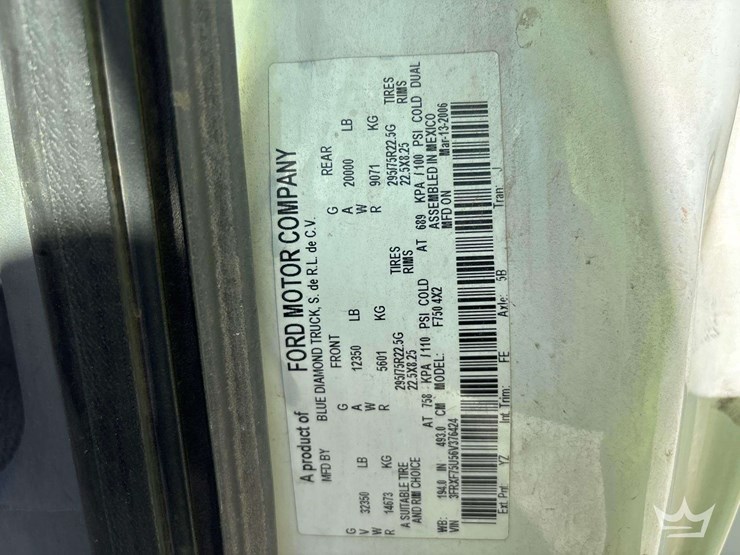 A product of FORD MOTOR COMPANY
MFD BY BLUE DIAMOND TRUCK, S. de R.L. de C.V.
FRONT REAR
G G G
V 32350 LB A 12350 LB A 20000 LB
W W W
R 14673 KG R 5601 KG R 9071 KG
A SUITABLE TIRE 295/75R22.5G TIRES 295/75R22.5G TIRES
AND RIM CHOICE 22.5X8.25 RIMS 22.5X8.25 RIMS
AT 758 KPA / 110 PSI COLD AT 689 KPA / 100 PSI COLD DUAL
WB: 194.0 IN 493.0 CM MODEL: F750 4X2 ASSEMBLED IN MEXICO
VIN 3FRXF75U56V376424 MFD ON Mar-13-2006
Ext Pnt: YZ Int Trim: FE Axle: 5B Tran: J